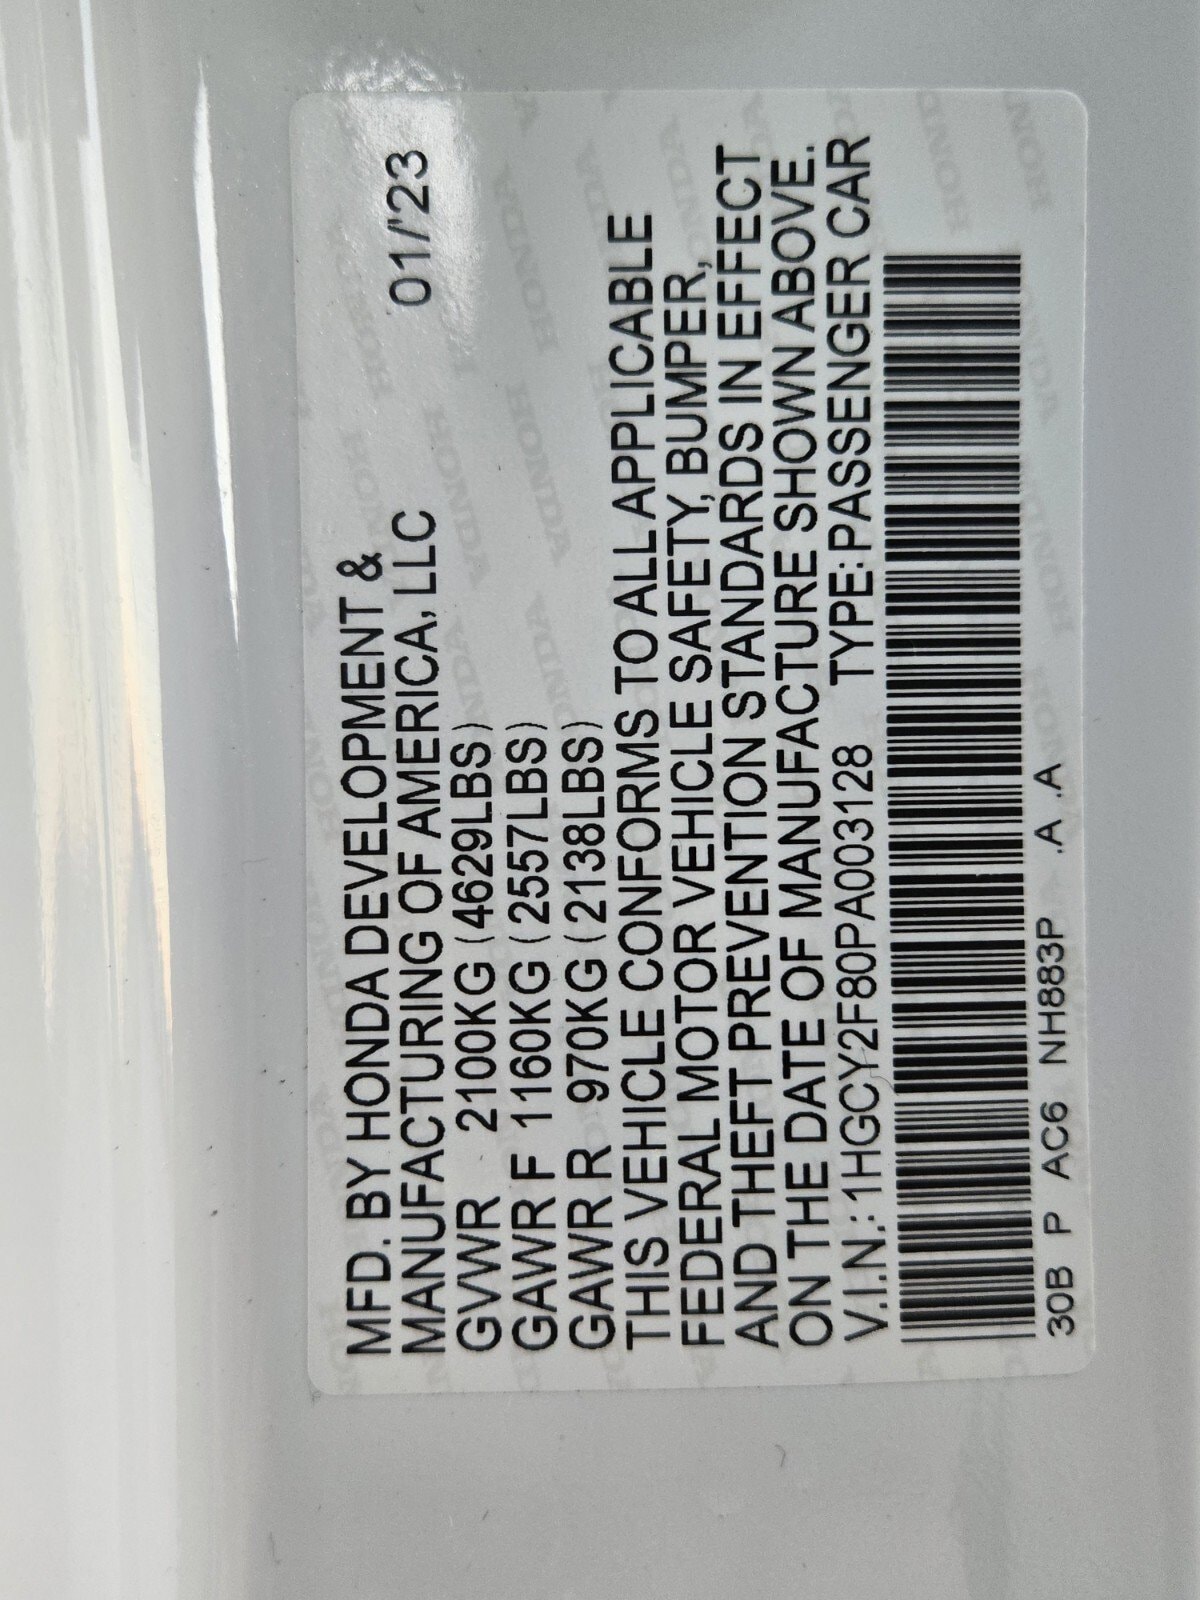 MFD. BY HONDA DEVELOPMENT &
MANUFACTURING OF AMERICA, LLC 01/'23
GVWR 2100KG (4629LBS)
GAWR F 1160KG (2557LBS)
GAWR R 970KG (2138LBS)
THIS VEHICLE CONFORMS TO ALL APPLICABLE
FEDERAL MOTOR VEHICLE SAFETY, BUMPER,
AND THEFT PREVENTION STANDARDS IN EFFECT
ON THE DATE OF MANUFACTURE SHOWN ABOVE.
V.I.N.: 1HGCY2F80PA003128 TYPE: PASSENGER CAR
30B P AC6 NH883P .A .A